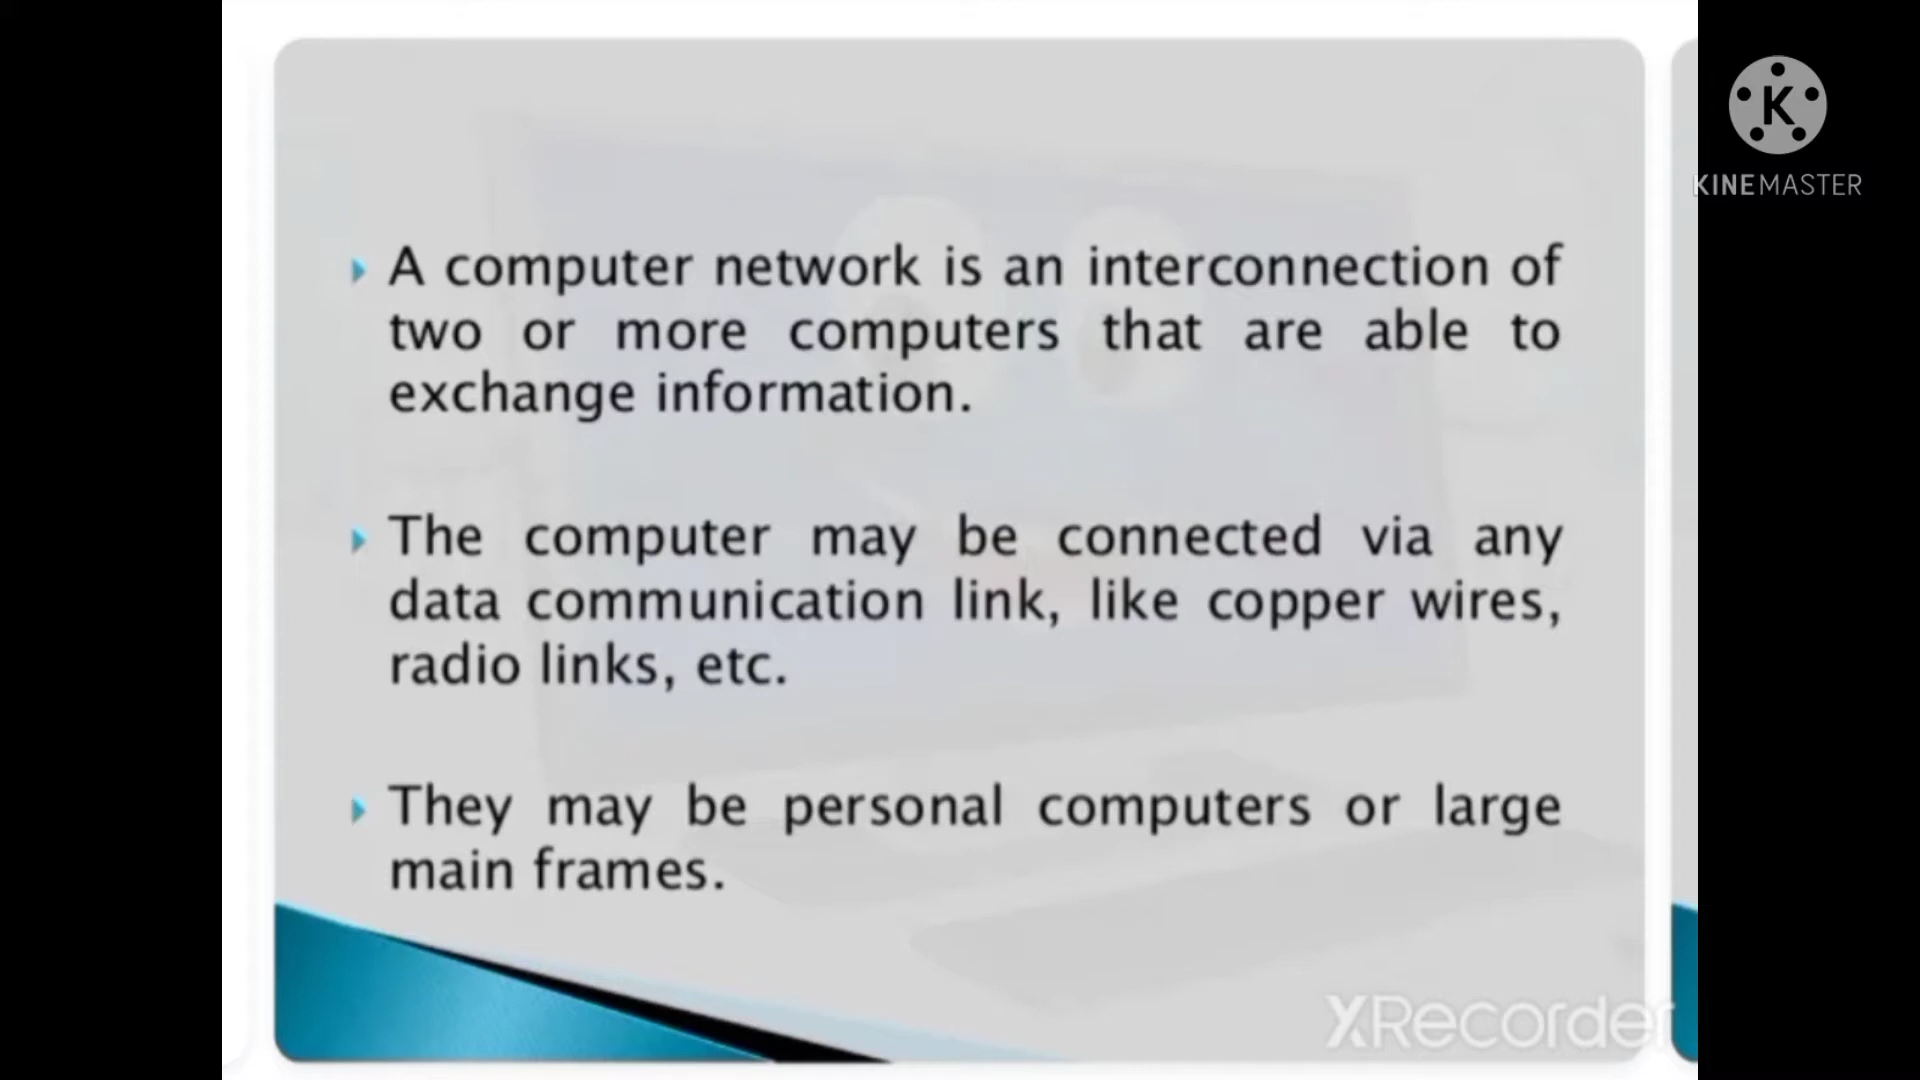 A computer network is an interconnection of
two or more computers that are able to
exchange information.
The computer may be connected via any
data communication link, like copper wires,
radio links, etc.
They may be personal computers or large
main frames.
K
KINEMASTER
XRecorder